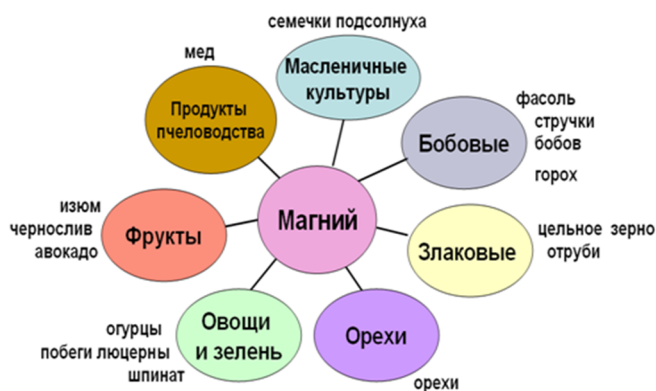 семечки подсолнуха
мед
Масленичные
культуры
Продукты
пчеловодства
фасоль
стручки
бобов
горох
Бобовые
Магний
изюм
чернослив
авокадо
Фрукты
Злаковые
цельное зерно
отруби
Овощи
и зелень
Орехи
огурцы
побеги люцерны
шпинат
орехи